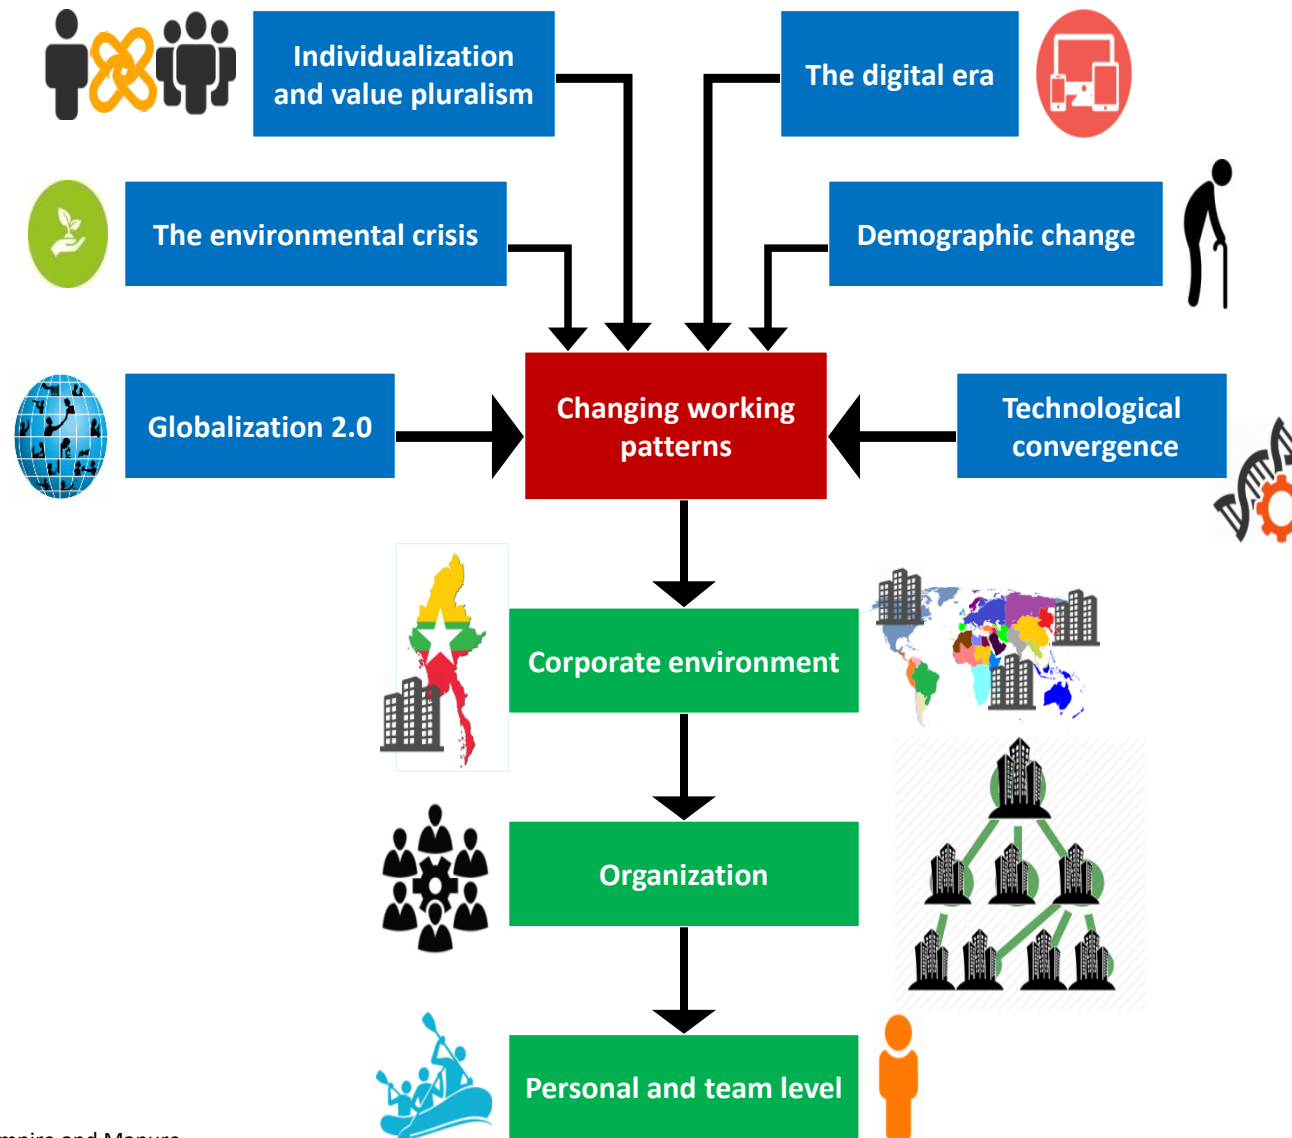 Individualization
and value pluralism
The digital era
The environmental crisis
Demographic change
Globalization 2.0
Changing working
patterns
Technological
convergence
Corporate environment
Organization
Personal and team level